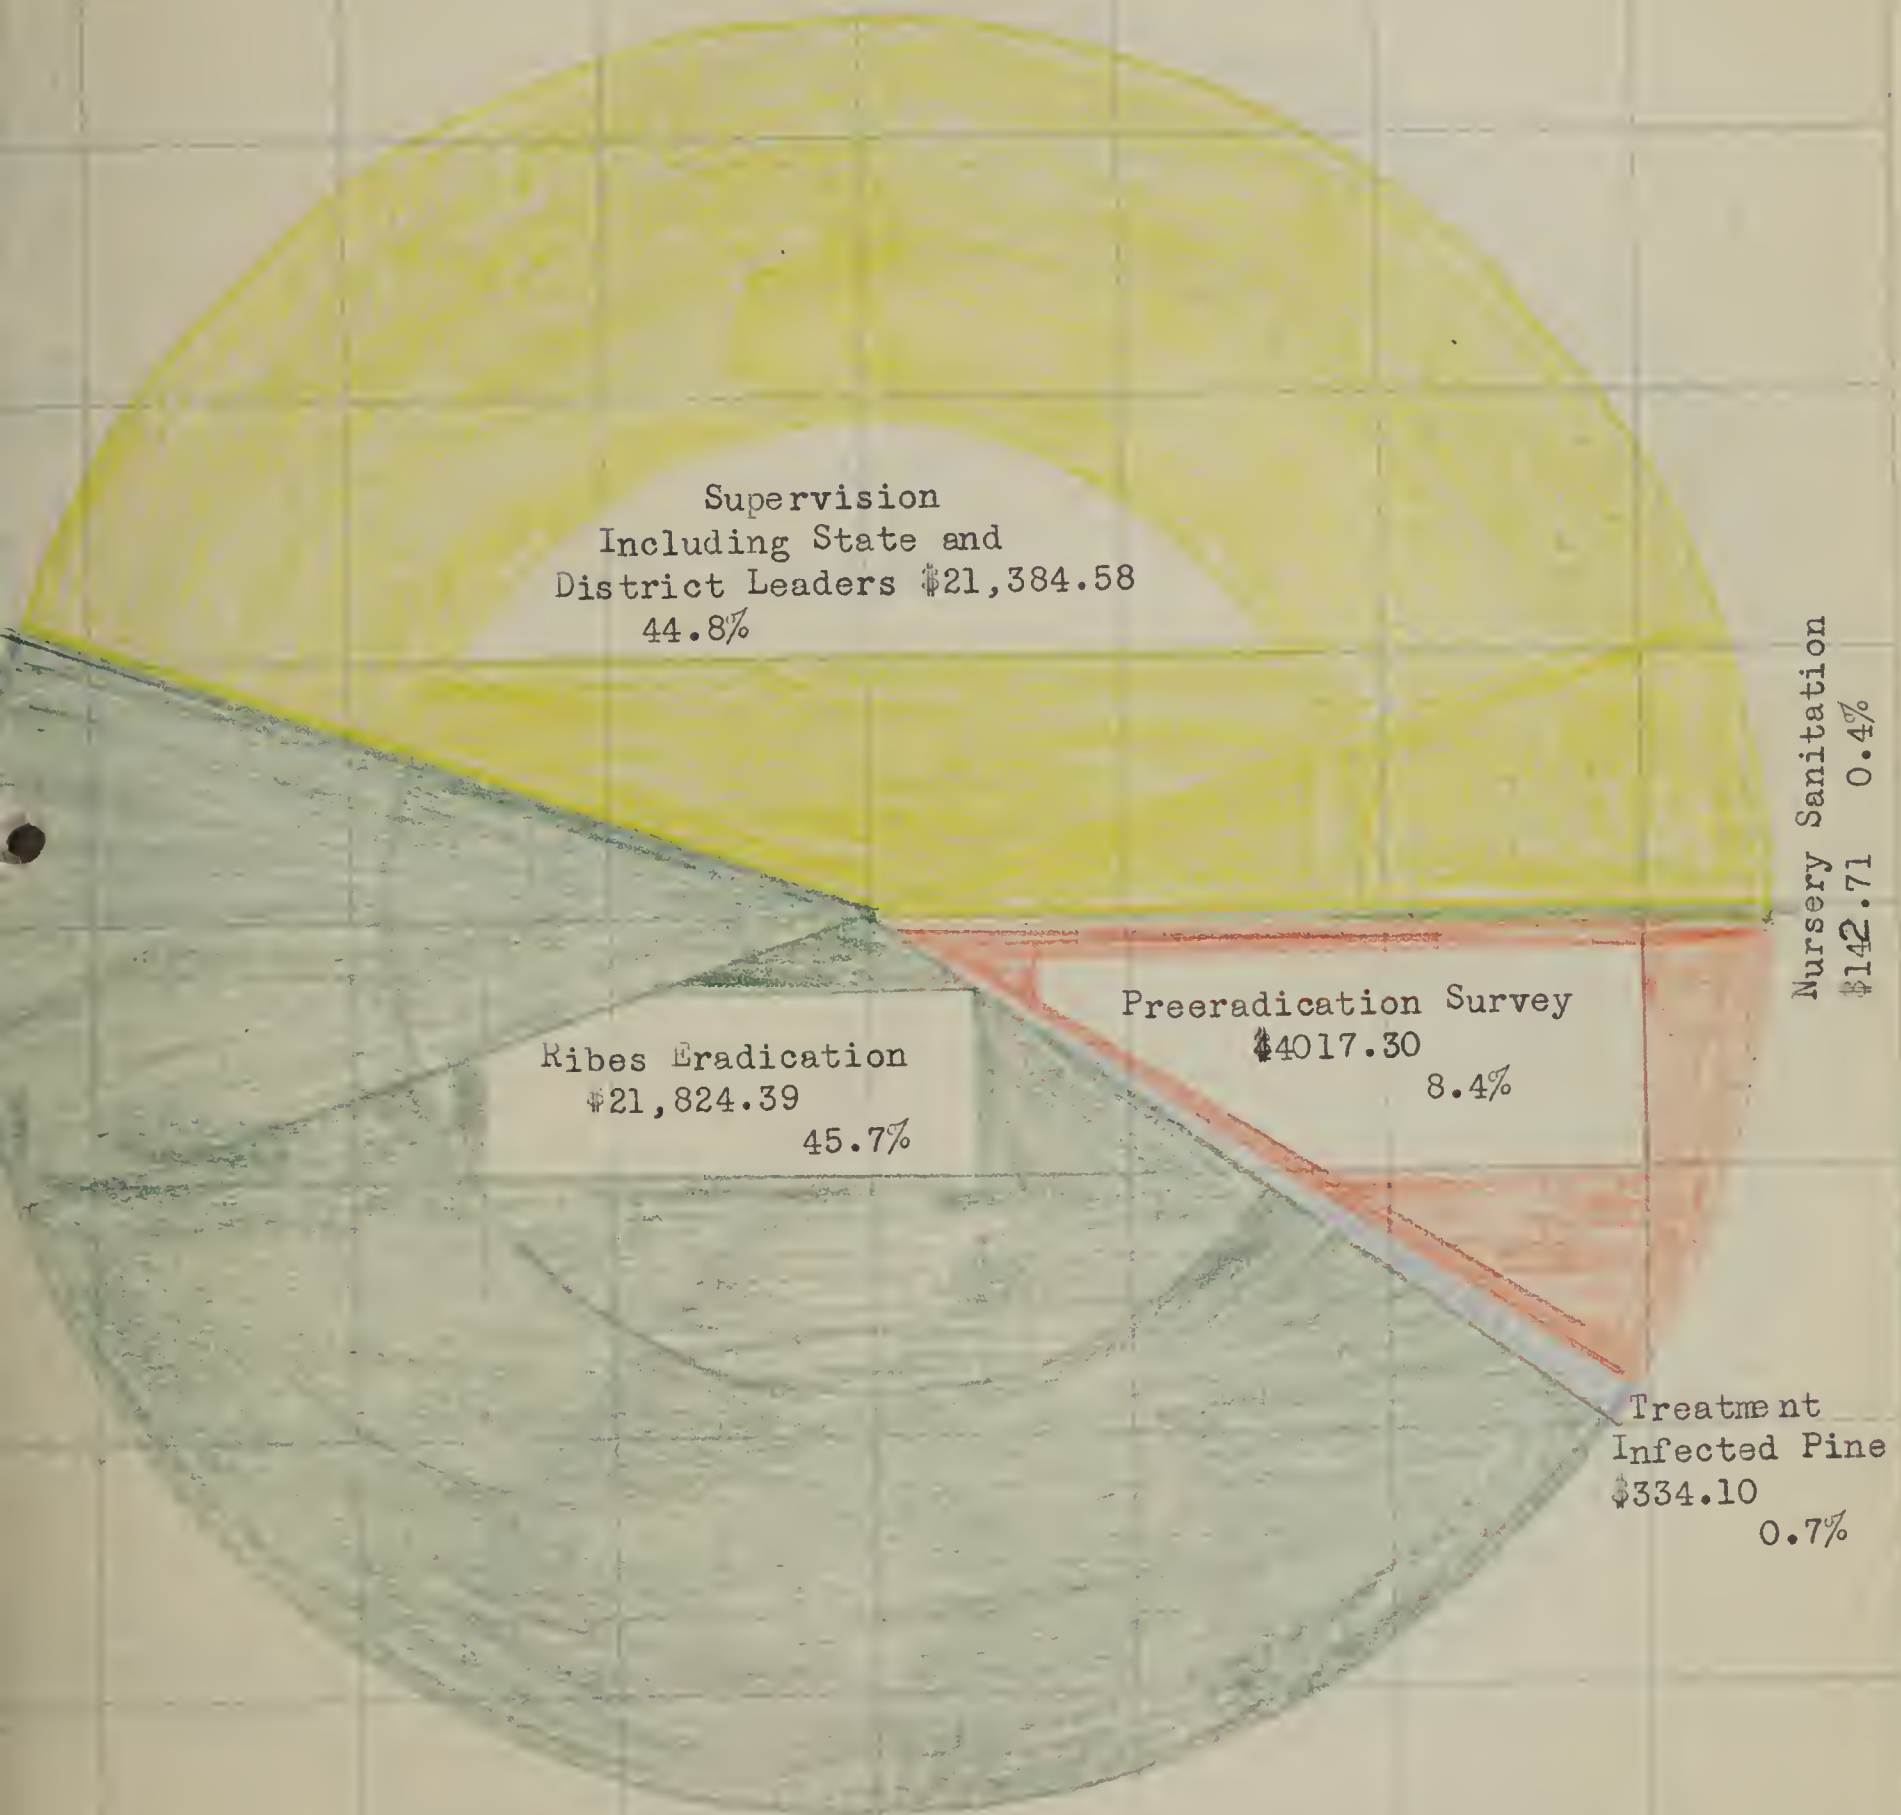 Supervision
Including State and
District Leaders $21,384.58
44.8%
Nursery Sanitation
$142.71 0.4%
Preeradication Survey
$4017.30
8.4%
Ribes Eradication
$21,824.39
45.7%
Treatment
Infected Pine
$334.10
0.7%